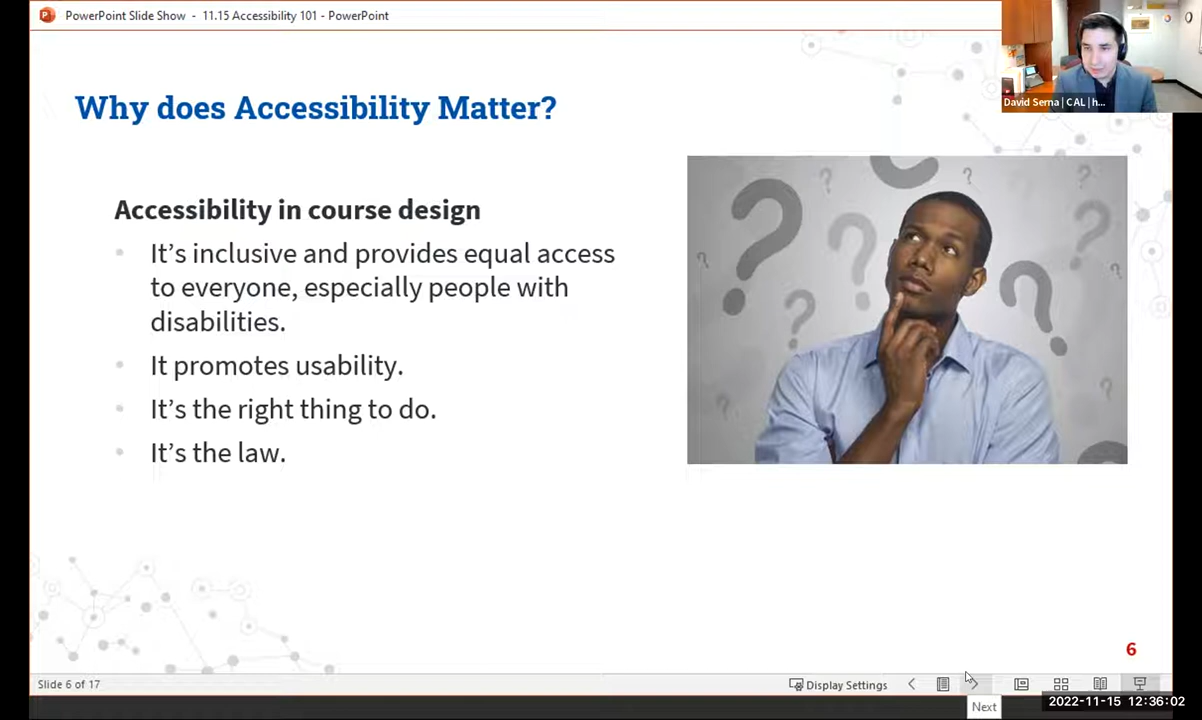 PowerPoint Slide Show - 11.15 Accessibility 101 - PowerPoint
David Serna | CAL | h...
Why does Accessibility Matter?
Accessibility in course design
• It’s inclusive and provides equal access
to everyone, especially people with
disabilities.
• It promotes usability.
• It’s the right thing to do.
• It’s the law.
? ? ? ? ? ? ? ? ?
6
Slide 6 of 17
Display Settings
Next
2022-11-15 12:36:02